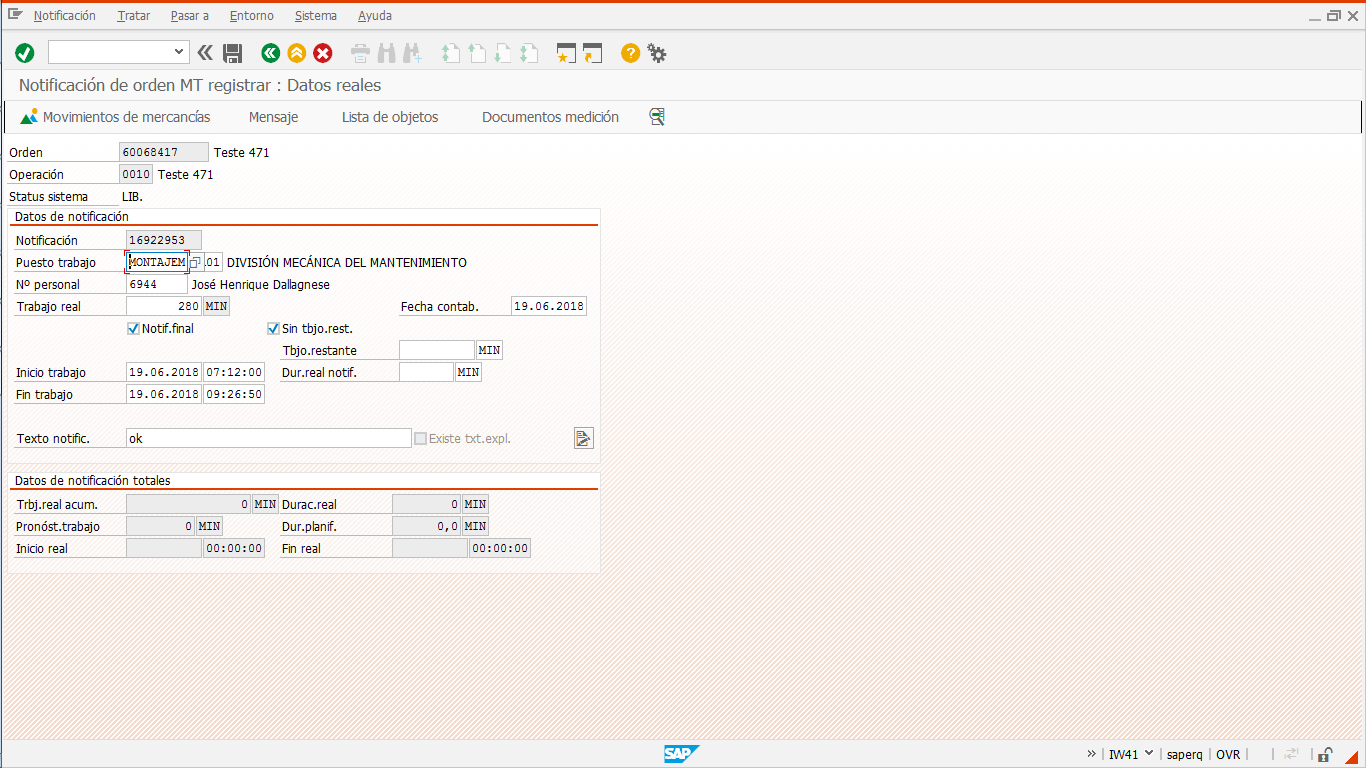 Notificación Tratar Pasar a Entorno Sistema Ayuda
Notificación de orden MT registrar : Datos reales
Movimientos de mercancías Mensaje Lista de objetos Documentos medición
Orden 60068417 Teste 471
Operación 0010 Teste 471
Status sistema LIB.
Datos de notificación
Notificación 16922953
Puesto trabajo MONTAJEM 01 DIVISIÓN MECÁNICA DEL MANTENIMIENTO
Nº personal 6944 José Henrique Dallagnese
Trabajo real 280 MIN Fecha contab. 19.06.2018
Notif.final Sin tbjo.rest.
Tbjo.restante MIN
Inicio trabajo 19.06.2018 07:12:00 Dur.real notif. MIN
Fin trabajo 19.06.2018 09:26:50
Texto notific. ok Existe txt.expl.
Datos de notificación totales
Trbj.real acum. 0 MIN Durac.real 0 MIN
Pronóst.trabajo 0 MIN Dur.planif. 0,0 MIN
Inicio real 00:00:00 Fin real 00:00:00
SAP » IW41 saperq OVR